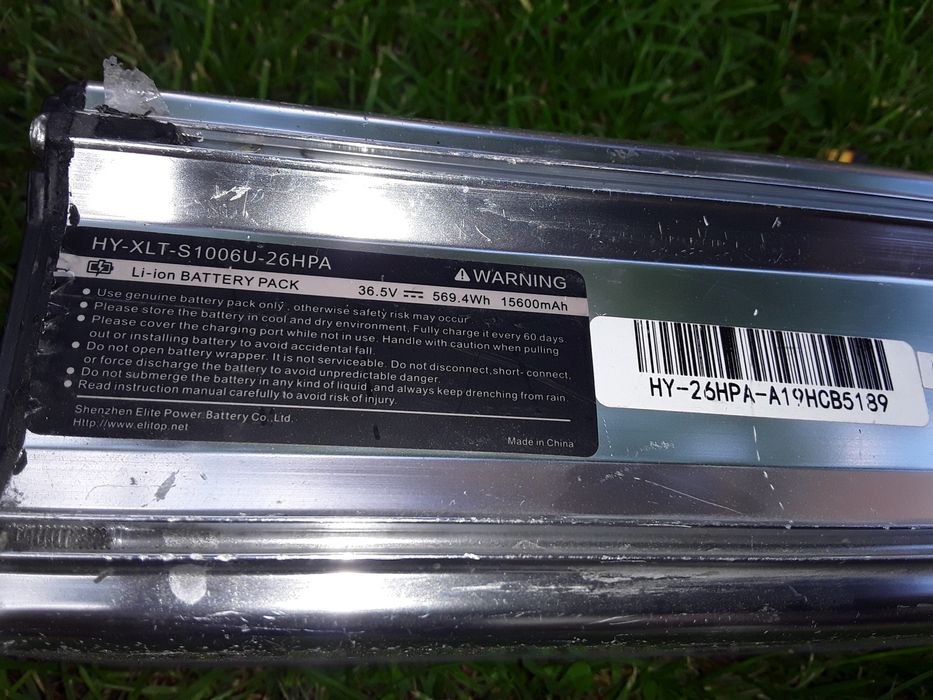 HY-XLT-S1006U-26HPA
WARNING
Li-ion BATTERY PACK 36.5V 569.4Wh 15600mAh
• Use genuine battery pack only , otherwise safety risk may occur
• Please store the battery in cool and dry environment, Fully charge it every 60 days
• Please cover the charging port while not in use. Handle with caution when pulling
out or installing battery to avoid accidental fall.
• Do not open battery wrapper. It is not serviceable. Do not disconnect,short- connect,
or force discharge the battery to avoid unpredictable danger.
• Do not submerge the battery in any kind of liquid ,and always keep drenching from rain
• Read instruction manual carefully to avoid risk of injury.
Shenzhen Elite Power Battery Co., Ltd.
Http://www.elitop.net
Made in China
HY-26HPA-A19HCB5189